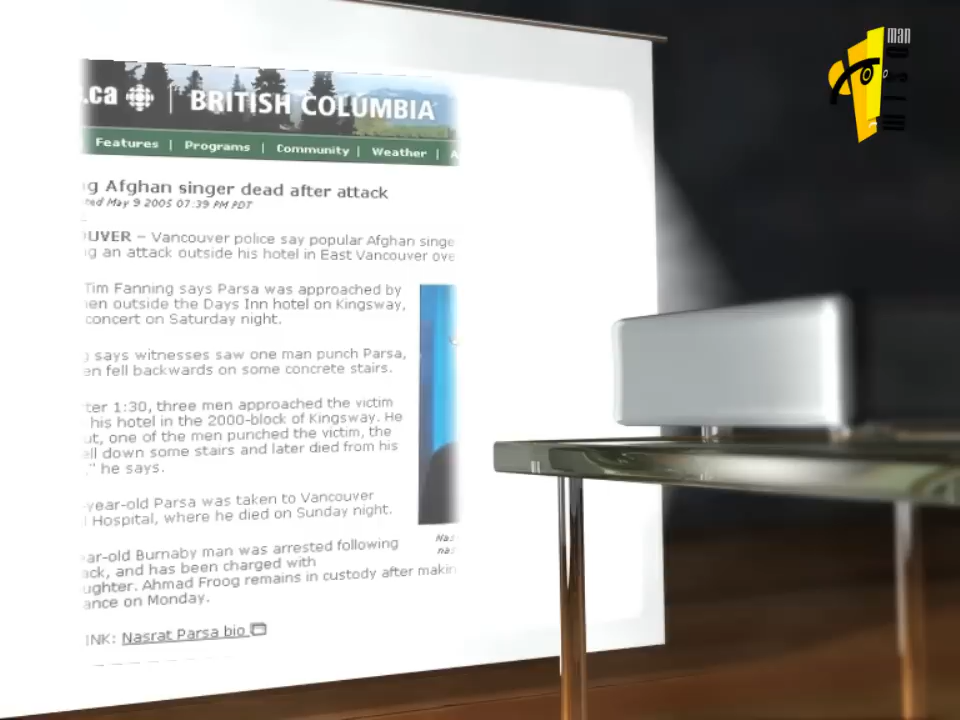 man
.ca | BRITISH COLUMBIA
Features | Programs | Community | Weather |
g Afghan singer dead after attack
ed May 9 2005 07:39 PM PDT
UVER – Vancouver police say popular Afghan singe
g an attack outside his hotel in East Vancouver ove
Tim Fanning says Parsa was approached by
en outside the Days Inn hotel on Kingsway,
concert on Saturday night.
says witnesses saw one man punch Parsa,
en fell backwards on some concrete stairs.
ter 1:30, three men approached the victim
his hotel in the 2000-block of Kingsway. He
ut, one of the men punched the victim, the
ell down some stairs and later died from his
." he says.
-year-old Parsa was taken to Vancouver
Hospital, where he died on Sunday night.
ar-old Burnaby man was arrested following
ack, and has been charged with
ughter. Ahmad Froog remains in custody after makin
ance on Monday.
INK: Nasrat Parsa bio